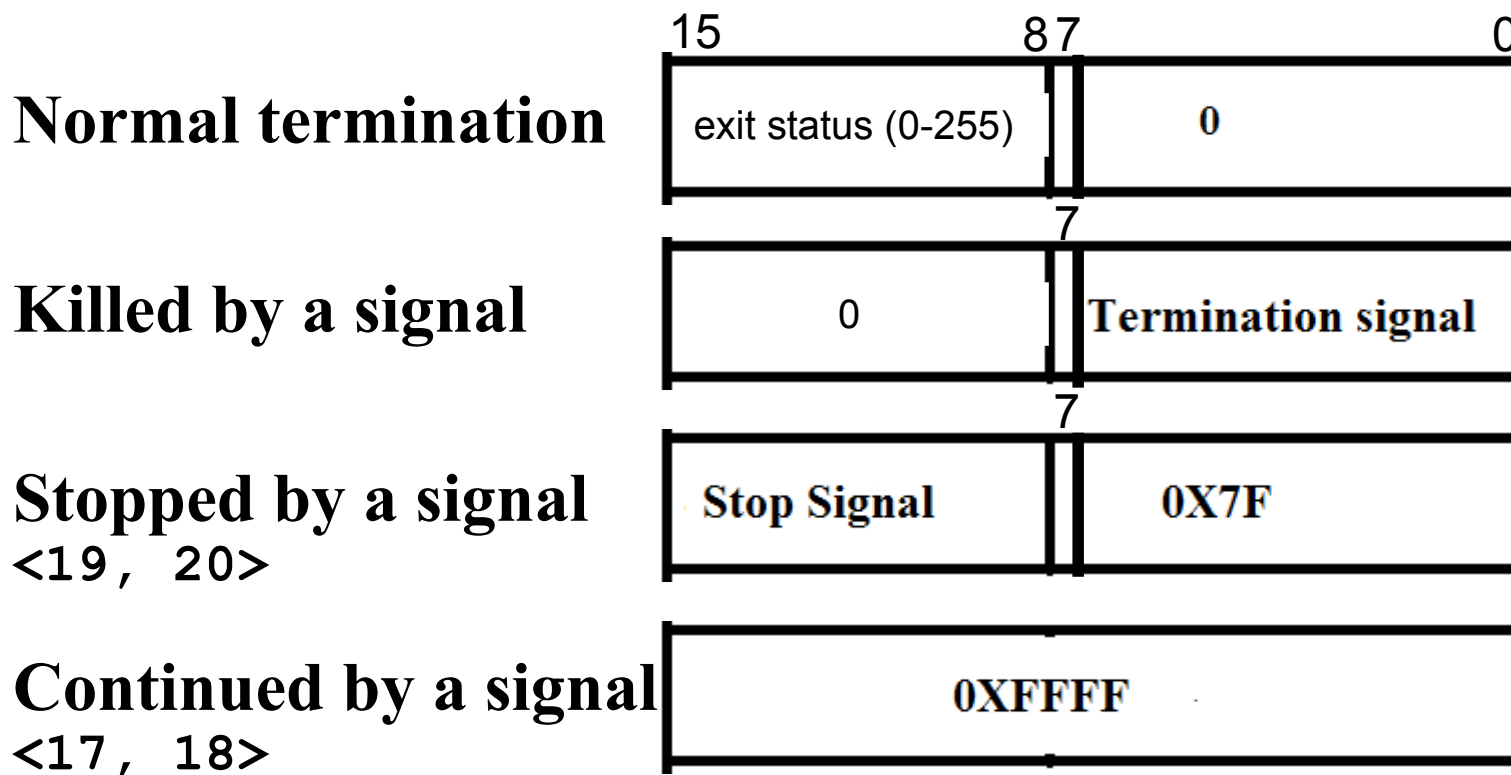 15 8 7 0
Normal termination exit status (0-255) 0
7
Killed by a signal 0 Termination signal
7
Stopped by a signal Stop Signal 0X7F
<19, 20>
Continued by a signal 0XFFFF
<17, 18>